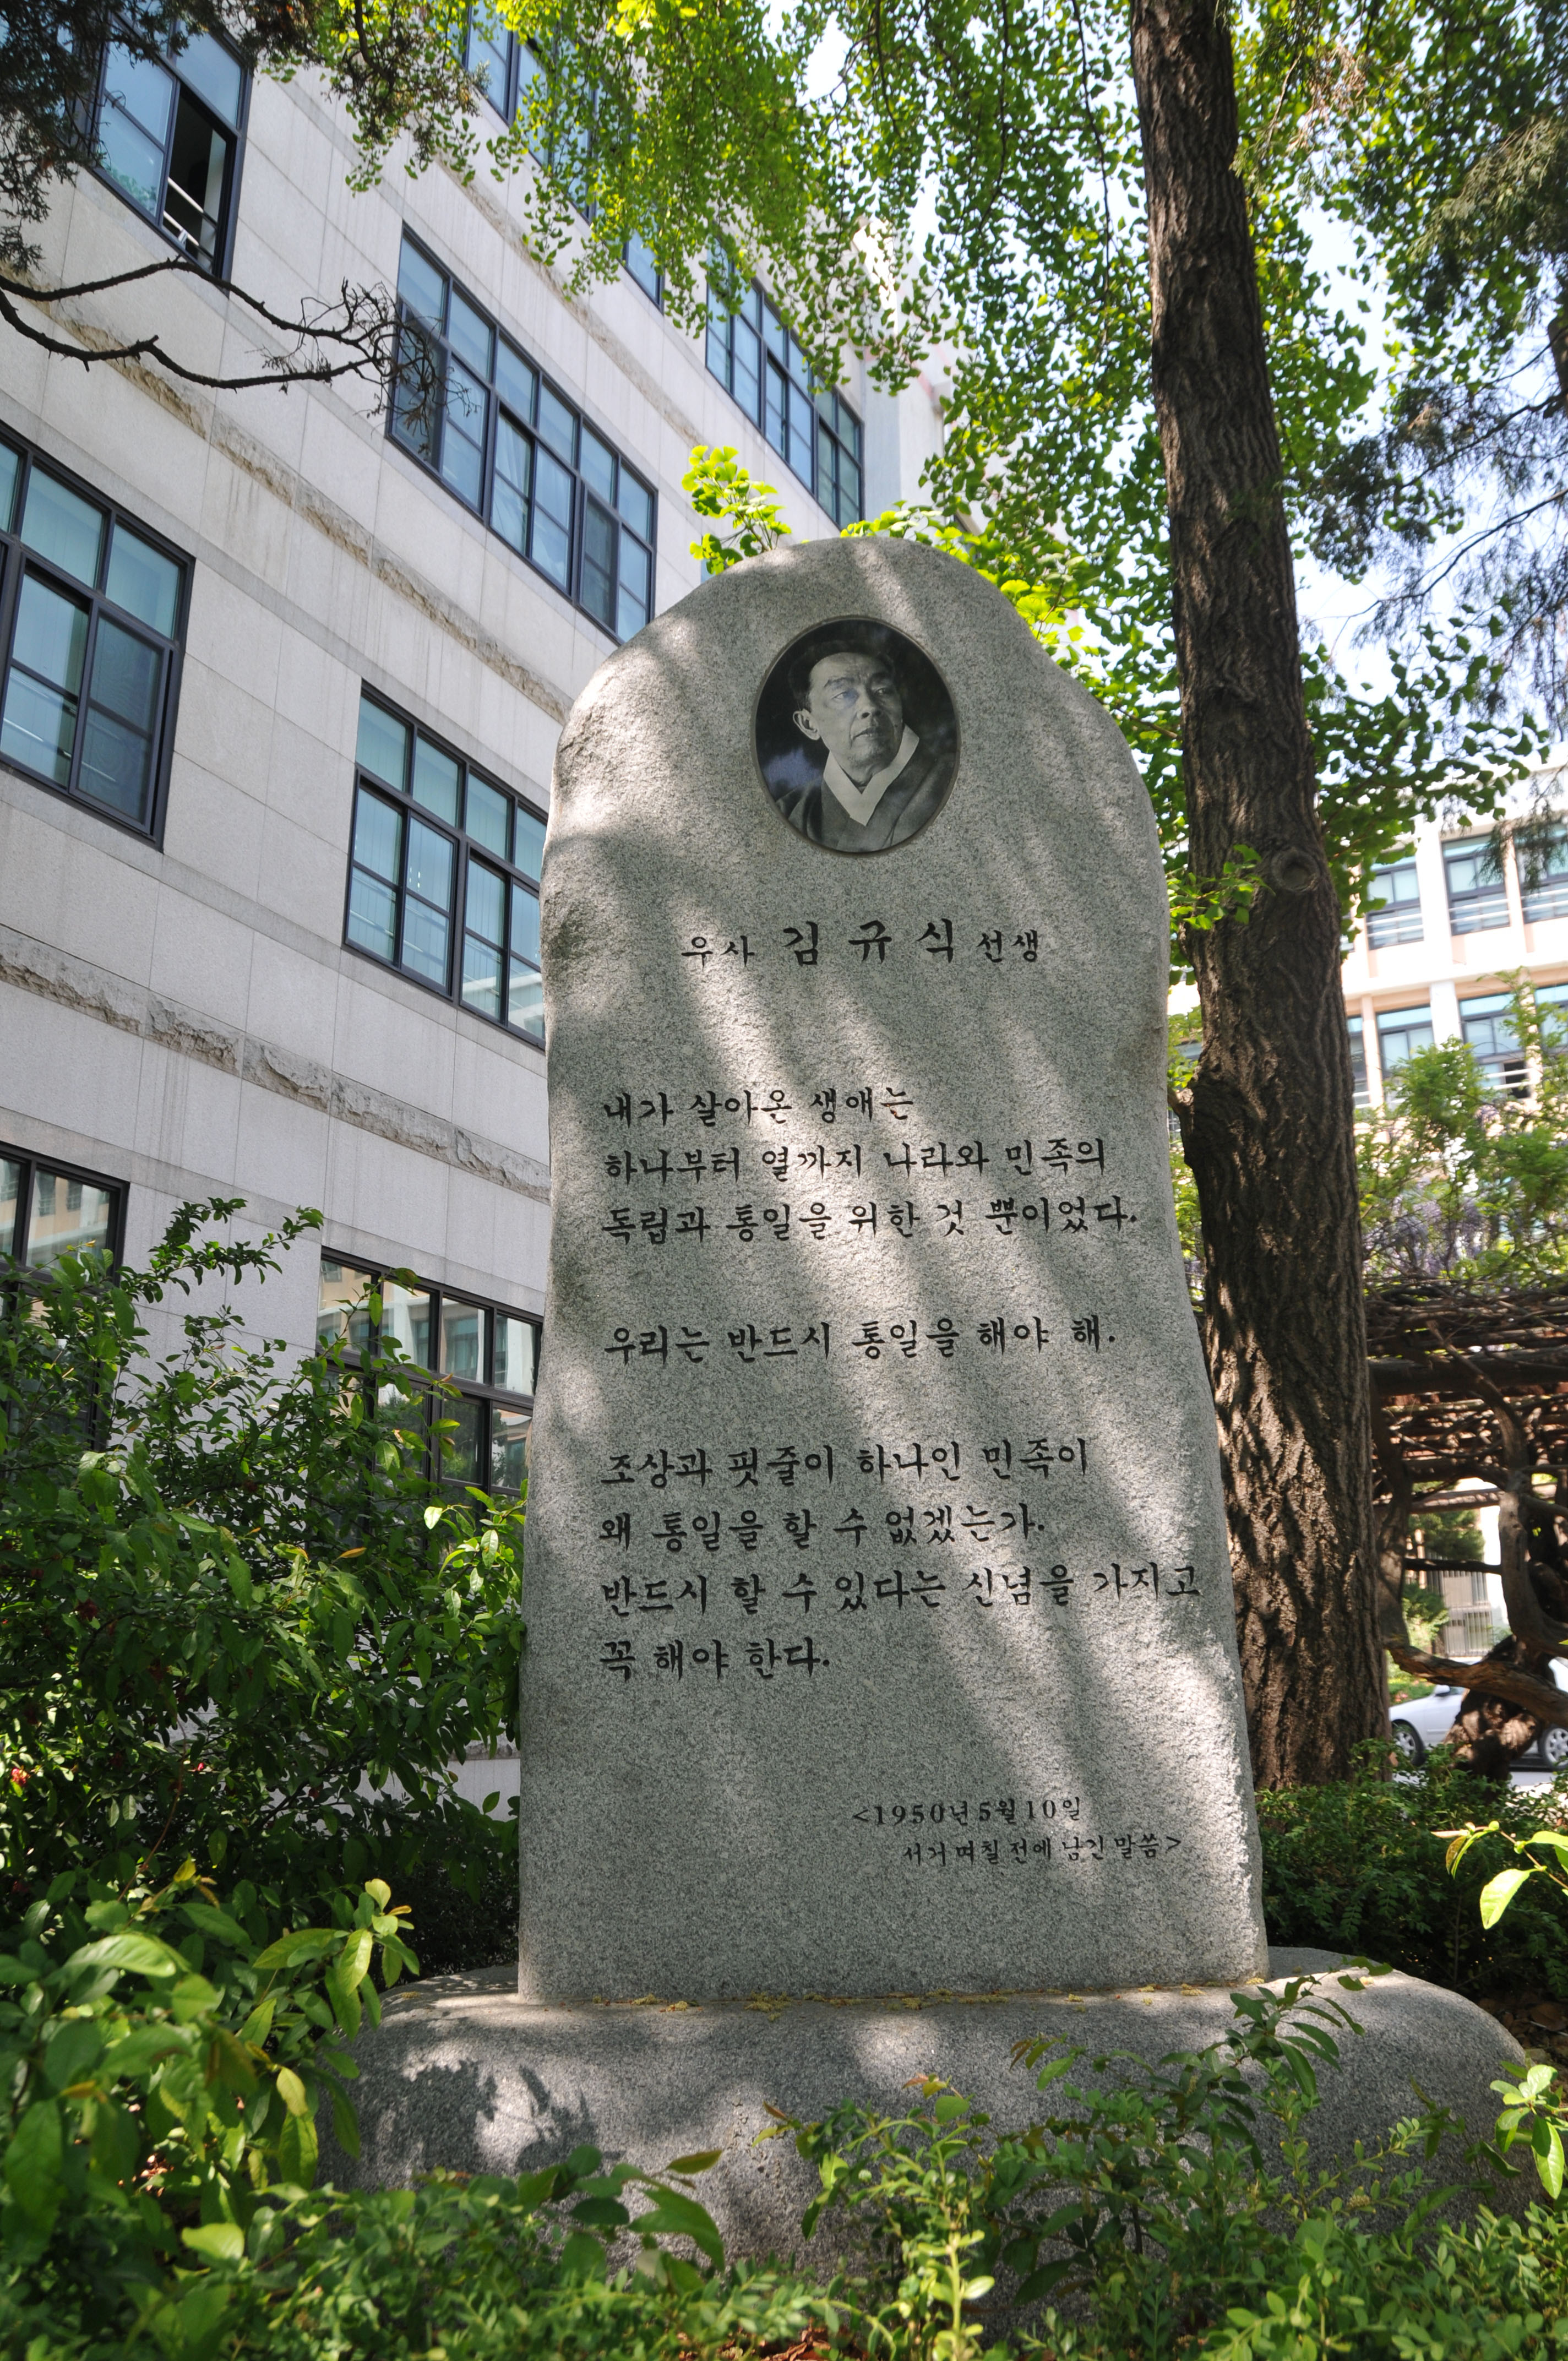 우사 김규식 선생
내가 살아온 생애는
하나부터 열까지 나라와 민족의
독립과 통일을 위한 것 뿐이었다.
우리는 반드시 통일을 해야 해.
조상과 핏줄이 하나인 민족이
왜 통일을 할 수 없겠는가.
반드시 할 수 있다는 신념을 가지고
꼭 해야 한다.
<1950년 5월 10일
서거 며칠 전에 남긴 말씀>